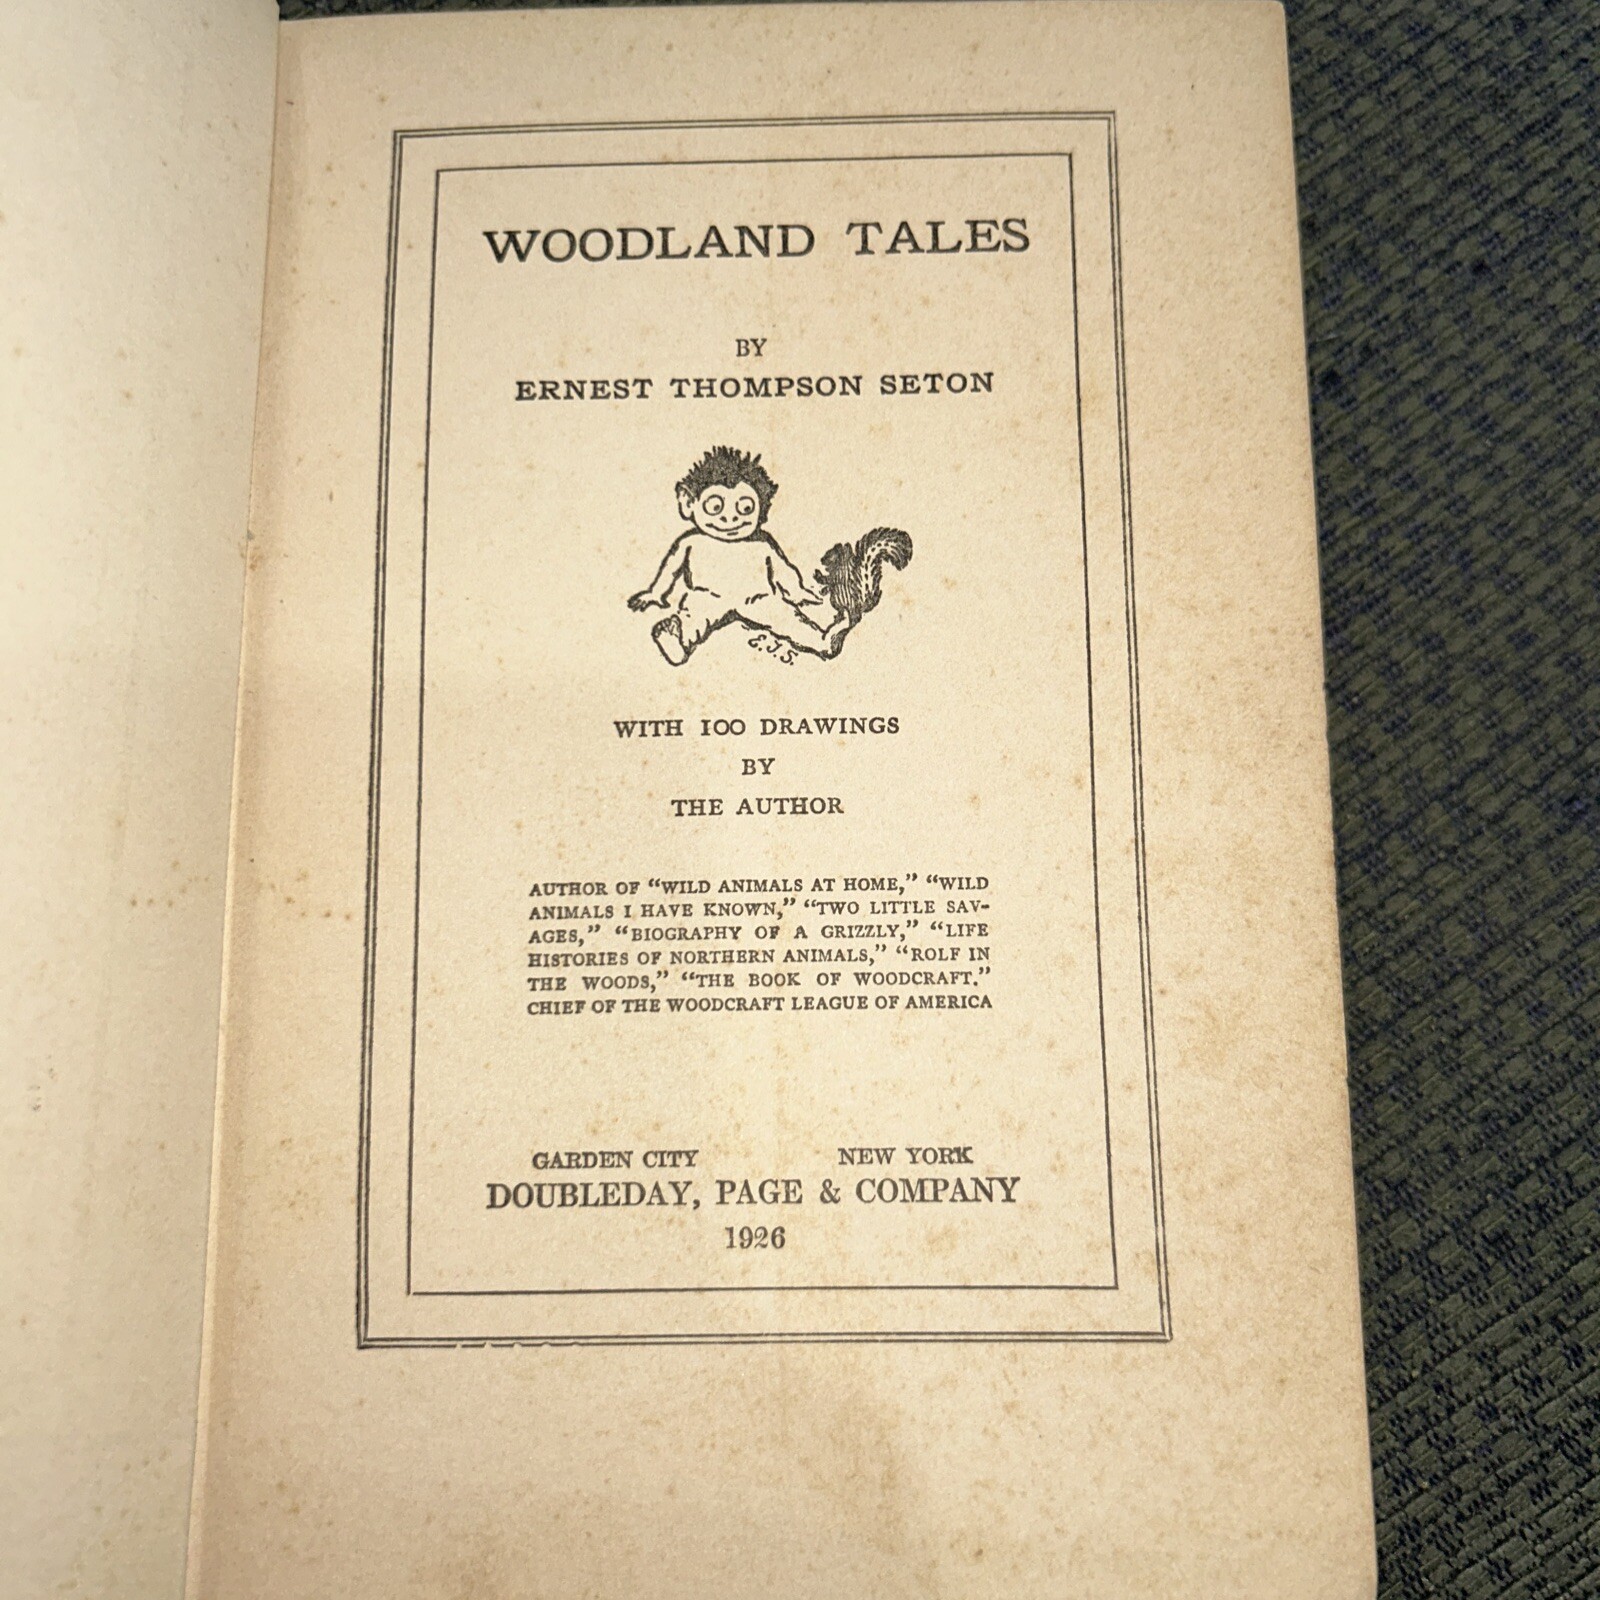 WOODLAND TALES
BY
ERNEST THOMPSON SETON
E.T.S.
WITH 100 DRAWINGS
BY
THE AUTHOR
AUTHOR OF “WILD ANIMALS AT HOME,” “WILD
ANIMALS I HAVE KNOWN,” “TWO LITTLE SAV-
AGES,” “BIOGRAPHY OF A GRIZZLY,” “LIFE
HISTORIES OF NORTHERN ANIMALS,” “ROLF IN
THE WOODS,” “THE BOOK OF WOODCRAFT.”
CHIEF OF THE WOODCRAFT LEAGUE OF AMERICA
GARDEN CITY NEW YORK
DOUBLEDAY, PAGE & COMPANY
1926